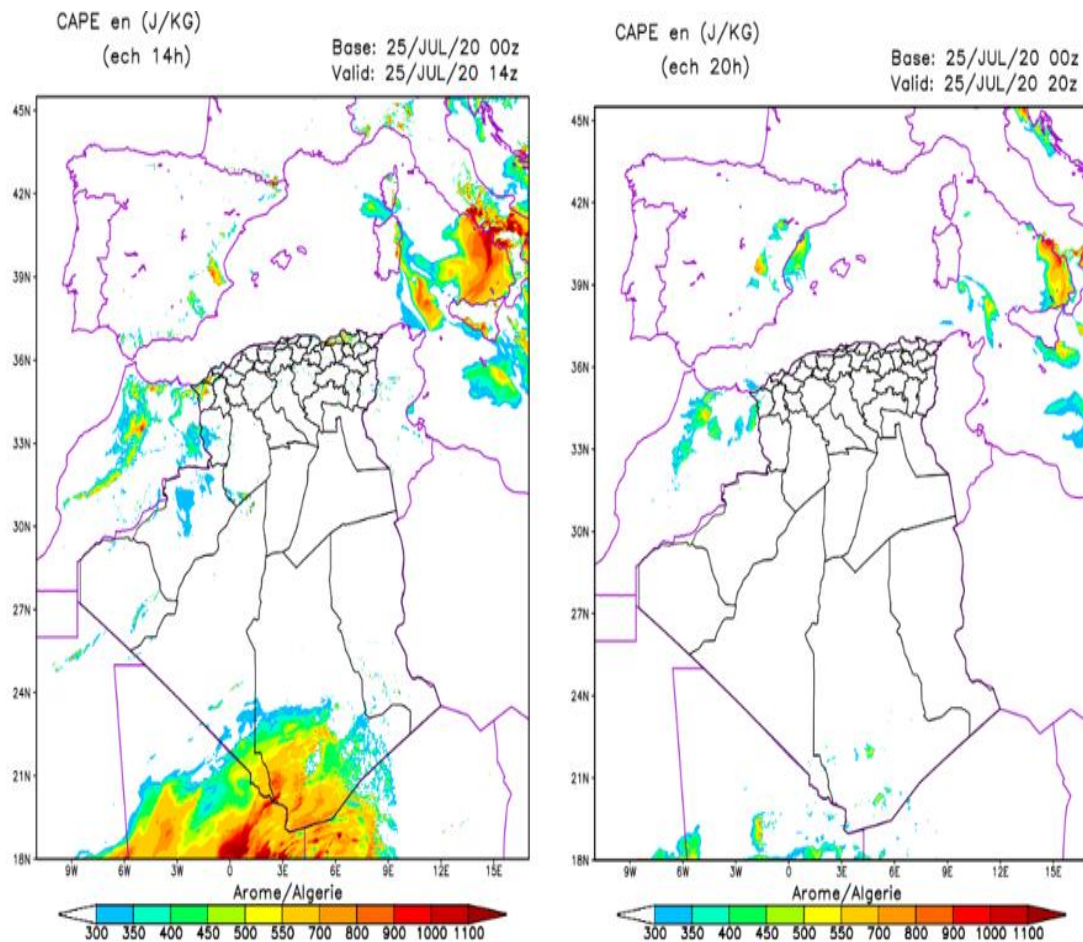 CAPE en (J/KG)
(ech 14h)
Base: 25/JUL/20 00z
Valid: 25/JUL/20 14z
45N
42N
39N
36N
33N
30N
27N
24N
21N
18N
9W 6W 3W 0 3E 6E 9E 12E 15E
Arome/Algerie
300 350 400 450 500 550 700 800 900 1000 1100
CAPE en (J/KG)
(ech 20h)
Base: 25/JUL/20 00z
Valid: 25/JUL/20 20z
45N
42N
39N
36N
33N
30N
27N
24N
21N
18N
9W 6W 3W 0 3E 6E 9E 12E 15E
Arome/Algerie
300 350 400 450 500 550 700 800 900 1000 1100